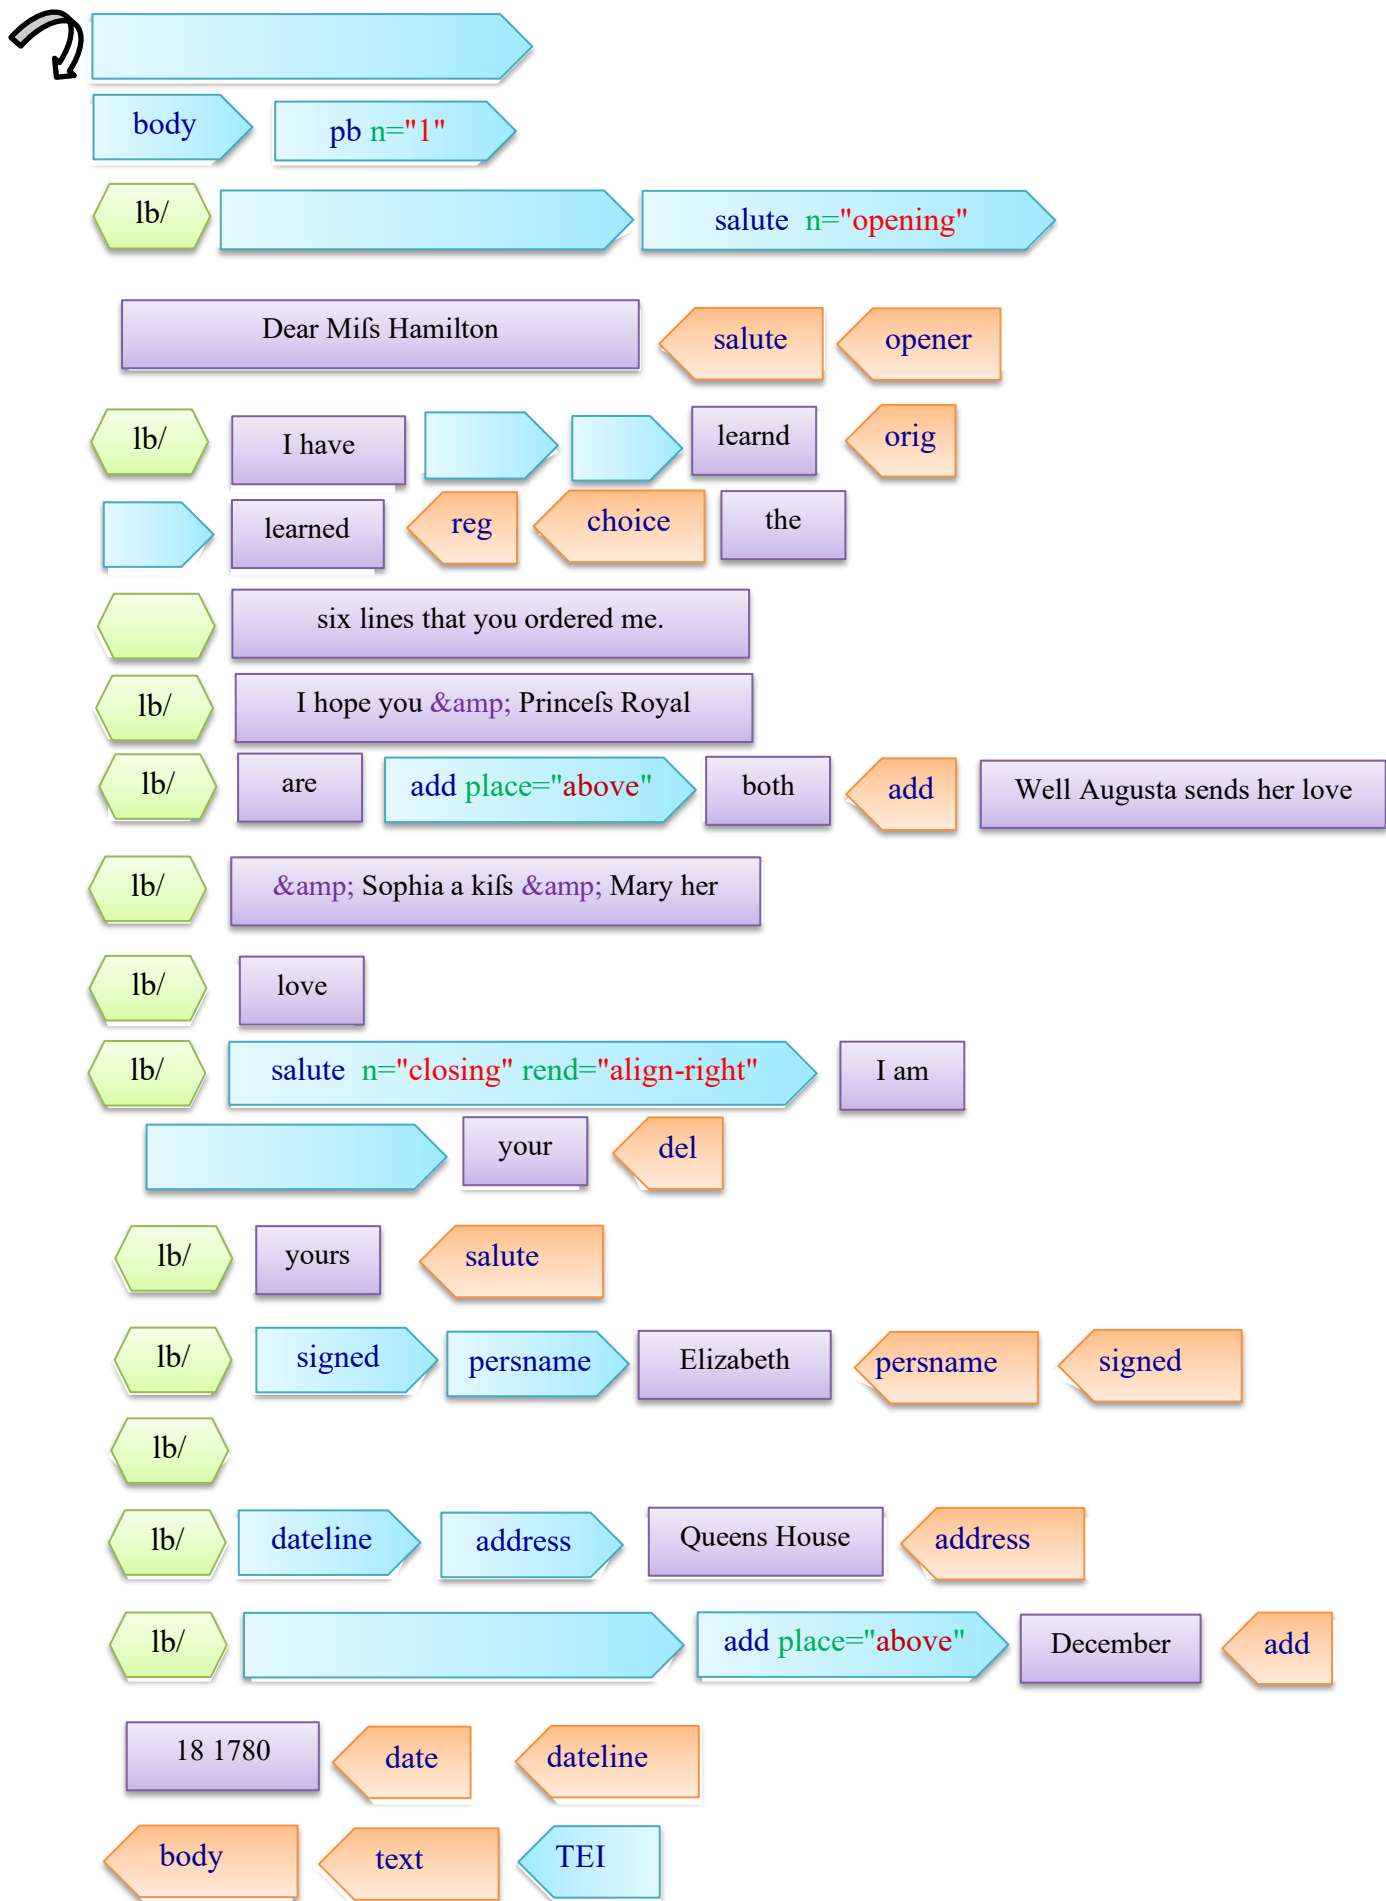 body pb n="1"
lb/ salute n="opening"
Dear Miſs Hamilton salute opener
lb/ I have learnd orig
learned reg choice the
six lines that you ordered me.
lb/ I hope you &amp; Princeſs Royal
lb/ are add place="above" both add Well Augusta sends her love
lb/ &amp; Sophia a kiſs &amp; Mary her
lb/ love
lb/ salute n="closing" rend="align-right" I am
your del
lb/ yours salute
lb/ signed persname Elizabeth persname signed
lb/
lb/ dateline address Queens House address
lb/ add place="above" December add
18 1780 date dateline
body text TEI